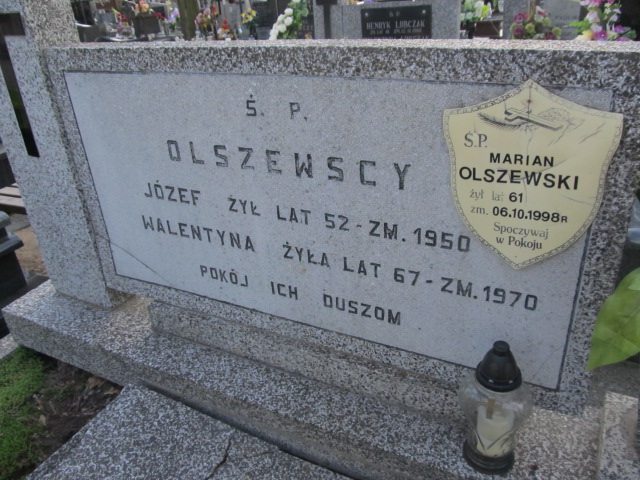 HENRYK LIBCZAK
Ś. P.
OLSZEWSCY
JÓZEF ŻYŁ LAT 52 - ZM. 1950
WALENTYNA ŻYŁA LAT 67 - ZM. 1970
POKÓJ ICH DUSZOM
Ś.P.
MARIAN
OLSZEWSKI
żył lat 61
zm. 06.10.1998R
Spoczywaj
w Pokoju